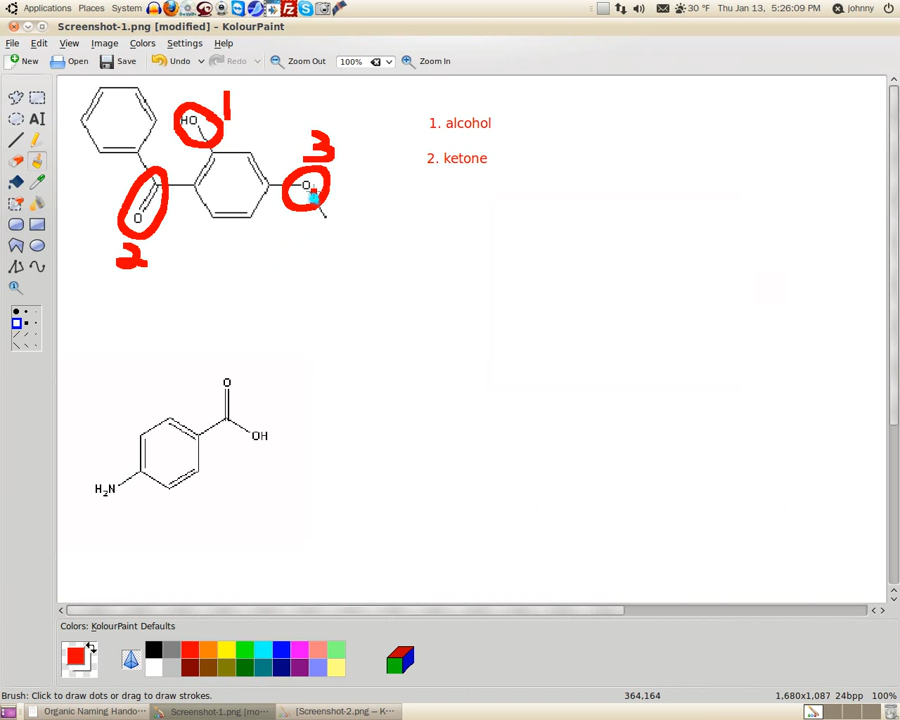 Applications Places System 30 °F Thu Jan 13, 5:26:09 PM johnny
Screenshot-1.png [modified] – KolourPaint
File Edit View Image Colors Settings Help
New Open Save Undo Redo Zoom Out 100% Zoom In
AI
1
HO
1. alcohol
3
2. ketone
O
O
2
O
OH
H2N
Colors: KolourPaint Defaults
Brush: Click to draw dots or drag to draw strokes. 364,164 1,680x1,087 24bpp 100%
Organic Naming Hando··· Screenshot-1.png [mo··· [Screenshot-2.png – K···